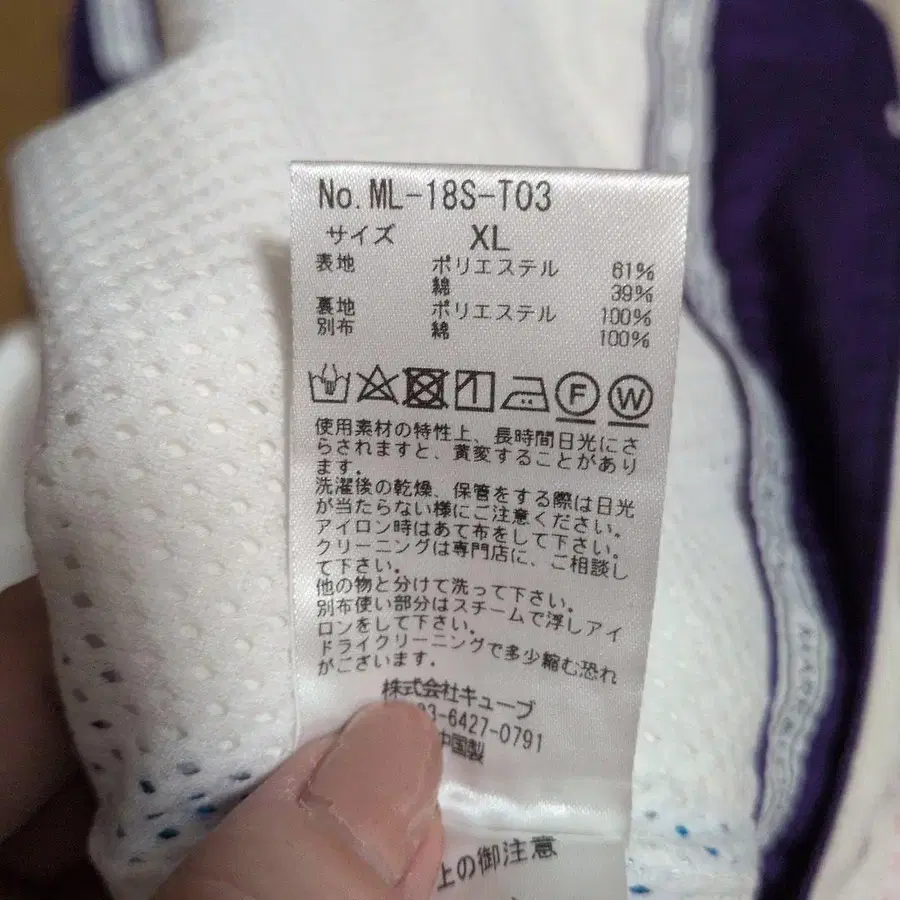 No. ML-18S-T03
サイズ XL
表地 ポリエステル 61%
綿 39%
裏地 ポリエステル 100%
別布 綿 100%
F W
使用素材の特性上、長時間日光にさ
らされますと、黄変することがあり
ます。
洗濯後の乾燥、保管をする際は日光
が当たらない様にご注意ください。
アイロン時はあて布をして下さい。
クリーニングは専門店に、ご相談し
て下さい。
他の物と分けて洗って下さい。
別布使い部分はスチームで浮しアイ
ロンをして下さい。
ドライクリーニングで多少縮む恐れ
がございます。
株式会社キューブ
3-6427-0791
中国製
上の御注意